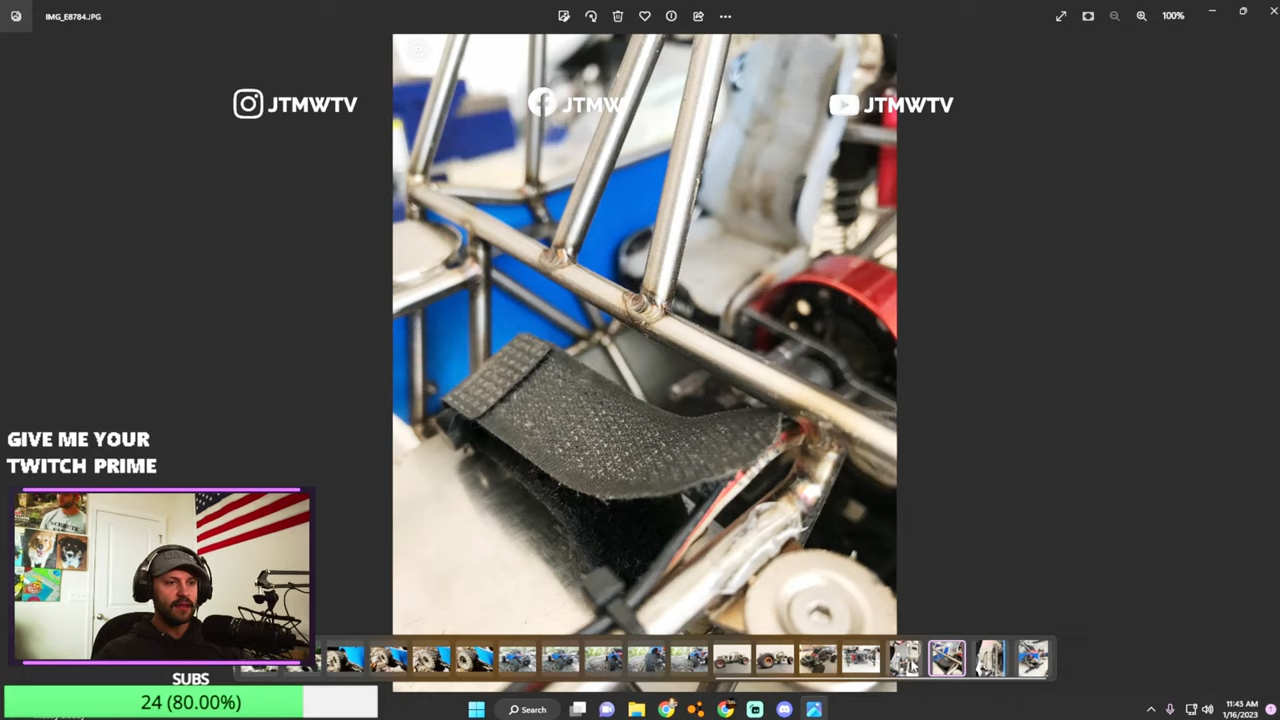 IMG_E8784.JPG
100%
JTMWTV
JTMW
JTMWTV
GIVE ME YOUR
TWITCH PRIME
SUBS
24 (80.00%)
Search
11:43 AM
1/16/2023